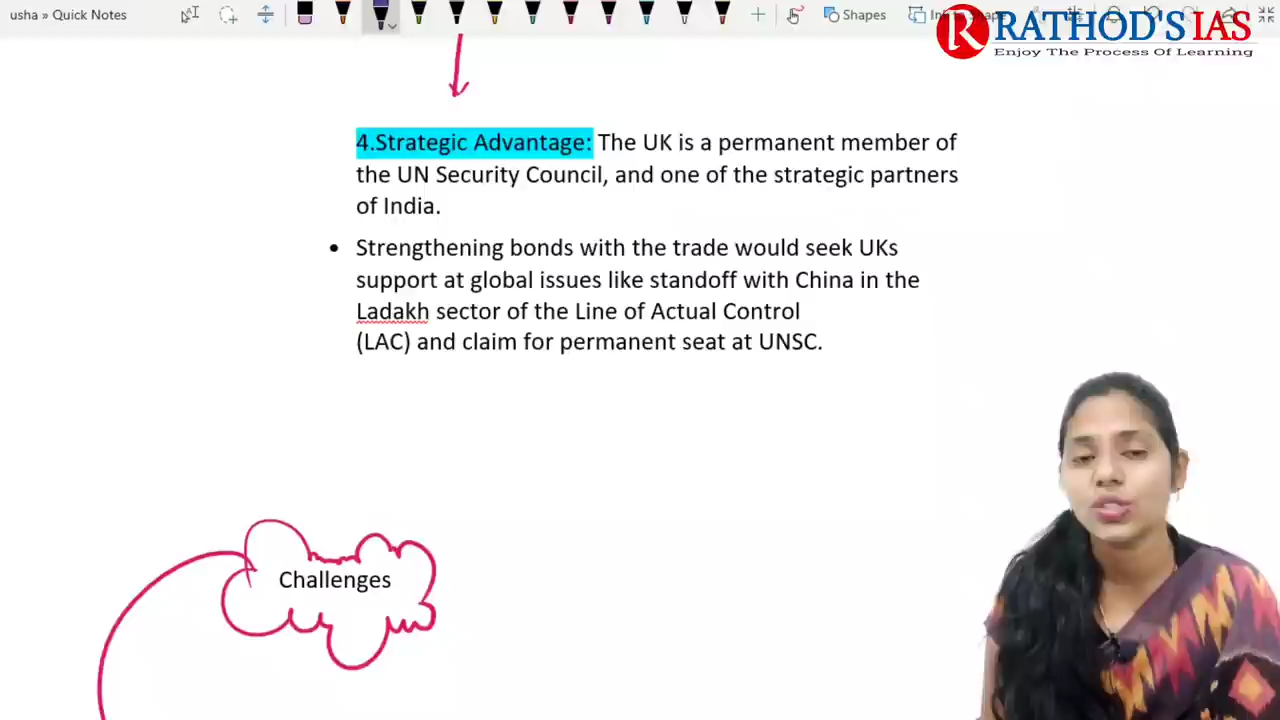 usha » Quick Notes
Shapes
RATHOD'S IAS
Enjoy The Process Of Learning
4.Strategic Advantage: The UK is a permanent member of
the UN Security Council, and one of the strategic partners
of India.
• Strengthening bonds with the trade would seek UKs
support at global issues like standoff with China in the
Ladakh sector of the Line of Actual Control
(LAC) and claim for permanent seat at UNSC.
Challenges